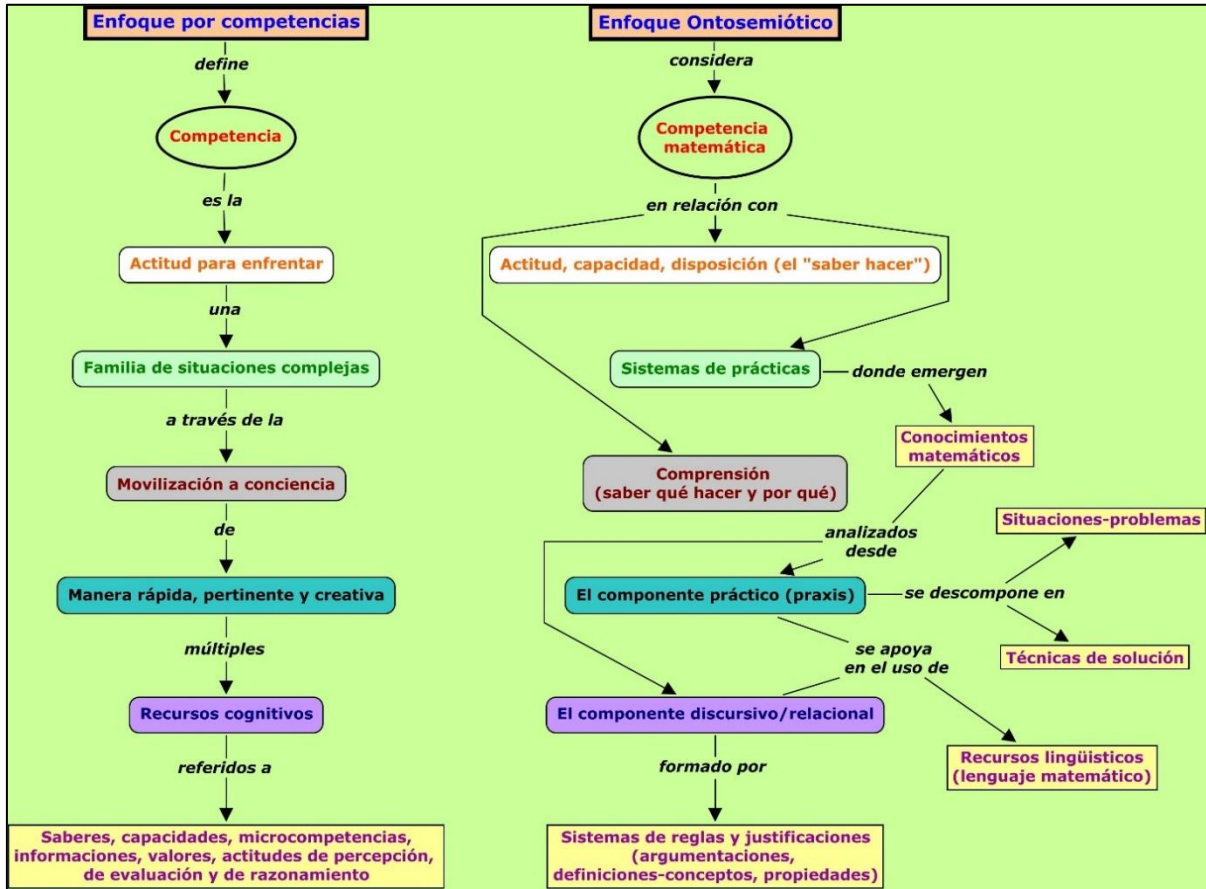 Enfoque por competencias
define
Competencia
es la
Actitud para enfrentar
una
Familia de situaciones complejas
a través de la
Movilización a conciencia
de
Manera rápida, pertinente y creativa
múltiples
Recursos cognitivos
referidos a
Saberes, capacidades, microcompetencias,
informaciones, valores, actitudes de percepción,
de evaluación y de razonamiento
Enfoque Ontosemiótico
considera
Competencia
matemática
en relación con
Actitud, capacidad, disposición (el "saber hacer")
Sistemas de prácticas
donde emergen
Conocimientos
matemáticos
Comprensión
(saber qué hacer y por qué)
analizados
desde
El componente práctico (praxis)
se descompone en
Situaciones-problemas
Técnicas de solución
se apoya
en el uso de
Recursos lingüisticos
(lenguaje matemático)
El componente discursivo/relacional
formado por
Sistemas de reglas y justificaciones
(argumentaciones,
definiciones-conceptos, propiedades)